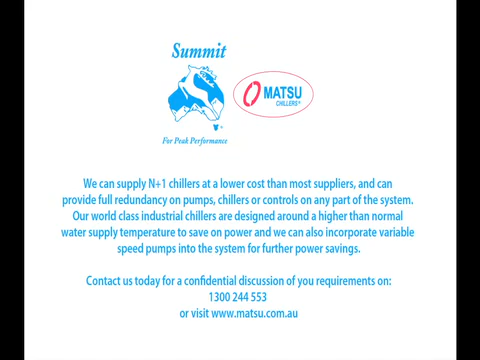 Summit
For Peak Performance
MATSU
CHILLERS®
We can supply N+1 chillers at a lower cost than most suppliers, and can
provide full redundancy on pumps, chillers or controls on any part of the system.
Our world class industrial chillers are designed around a higher than normal
water supply temperature to save on power and we can also incorporate variable
speed pumps into the system for further power savings.
Contact us today for a confidential discussion of you requirements on:
1300 244 553
or visit www.matsu.com.au